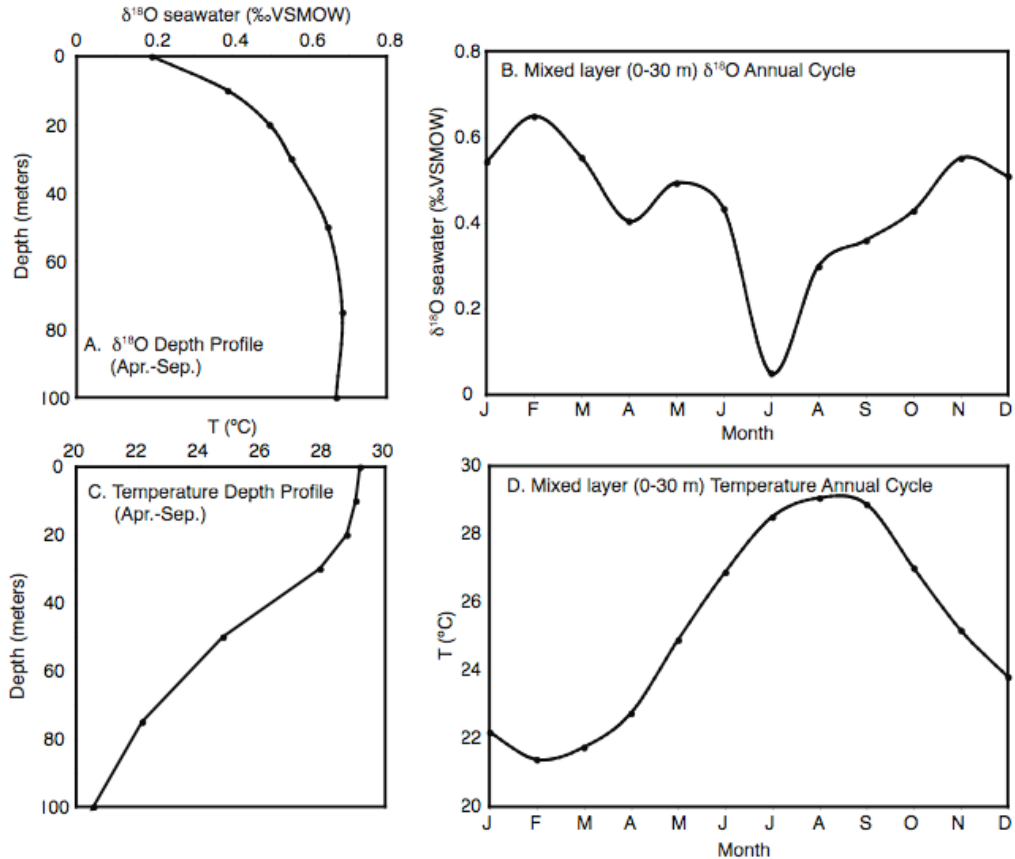 δ¹⁸O seawater (‰VSMOW)
0 0.2 0.4 0.6 0.8
0
20
40
60
80
100
Depth (meters)
A. δ¹⁸O Depth Profile
(Apr.-Sep.)
B. Mixed layer (0-30 m) δ¹⁸O Annual Cycle
0.8
0.6
0.4
0.2
0
δ¹⁸O seawater (‰VSMOW)
J F M A M J J A S O N D
Month
T (°C)
20 22 24 26 28 30
0
20
40
60
80
100
Depth (meters)
C. Temperature Depth Profile
(Apr.-Sep.)
D. Mixed layer (0-30 m) Temperature Annual Cycle
30
28
26
24
22
20
T (°C)
J F M A M J J A S O N D
Month